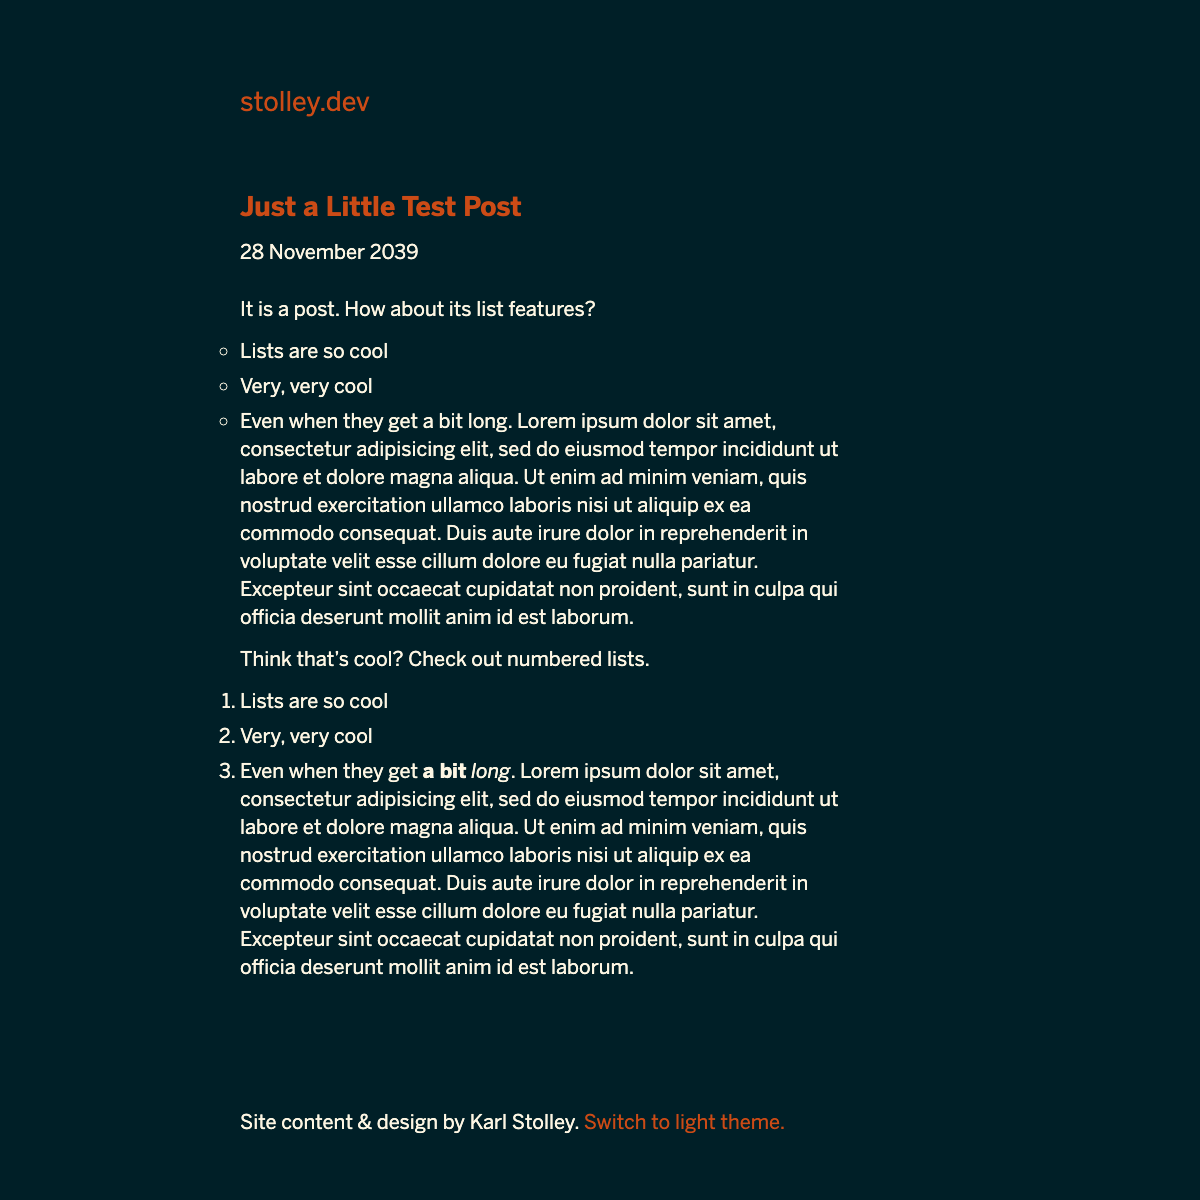 stolley.dev
Just a Little Test Post
28 November 2039
It is a post. How about its list features?
Lists are so cool
Very, very cool
Even when they get a bit long. Lorem ipsum dolor sit amet,
consectetur adipisicing elit, sed do eiusmod tempor incididunt ut
labore et dolore magna aliqua. Ut enim ad minim veniam, quis
nostrud exercitation ullamco laboris nisi ut aliquip ex ea
commodo consequat. Duis aute irure dolor in reprehenderit in
voluptate velit esse cillum dolore eu fugiat nulla pariatur.
Excepteur sint occaecat cupidatat non proident, sunt in culpa qui
officia deserunt mollit anim id est laborum.
Think that’s cool? Check out numbered lists.
1. Lists are so cool
2. Very, very cool
3. Even when they get a bit long. Lorem ipsum dolor sit amet,
consectetur adipisicing elit, sed do eiusmod tempor incididunt ut
labore et dolore magna aliqua. Ut enim ad minim veniam, quis
nostrud exercitation ullamco laboris nisi ut aliquip ex ea
commodo consequat. Duis aute irure dolor in reprehenderit in
voluptate velit esse cillum dolore eu fugiat nulla pariatur.
Excepteur sint occaecat cupidatat non proident, sunt in culpa qui
officia deserunt mollit anim id est laborum.
Site content & design by Karl Stolley. Switch to light theme.